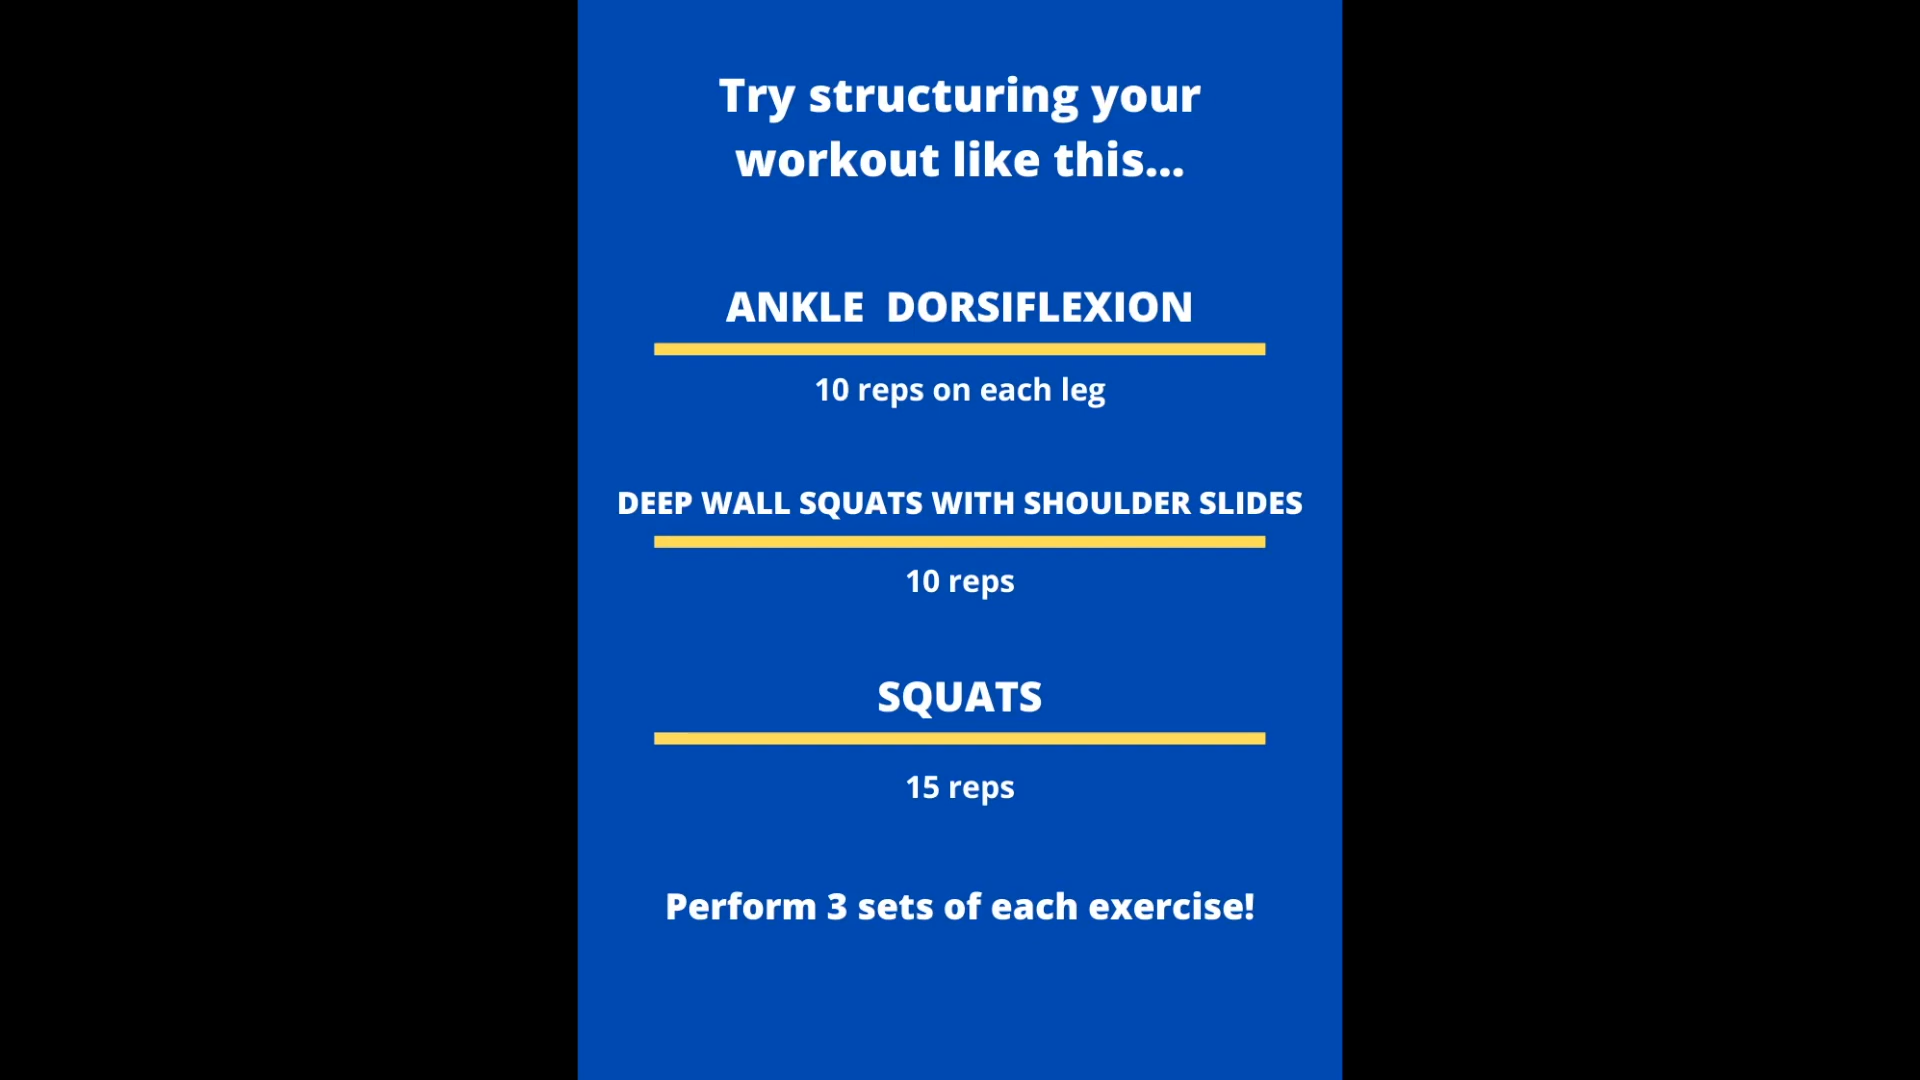 Try structuring your
workout like this...
ANKLE DORSIFLEXION
10 reps on each leg
DEEP WALL SQUATS WITH SHOULDER SLIDES
10 reps
SQUATS
15 reps
Perform 3 sets of each exercise!